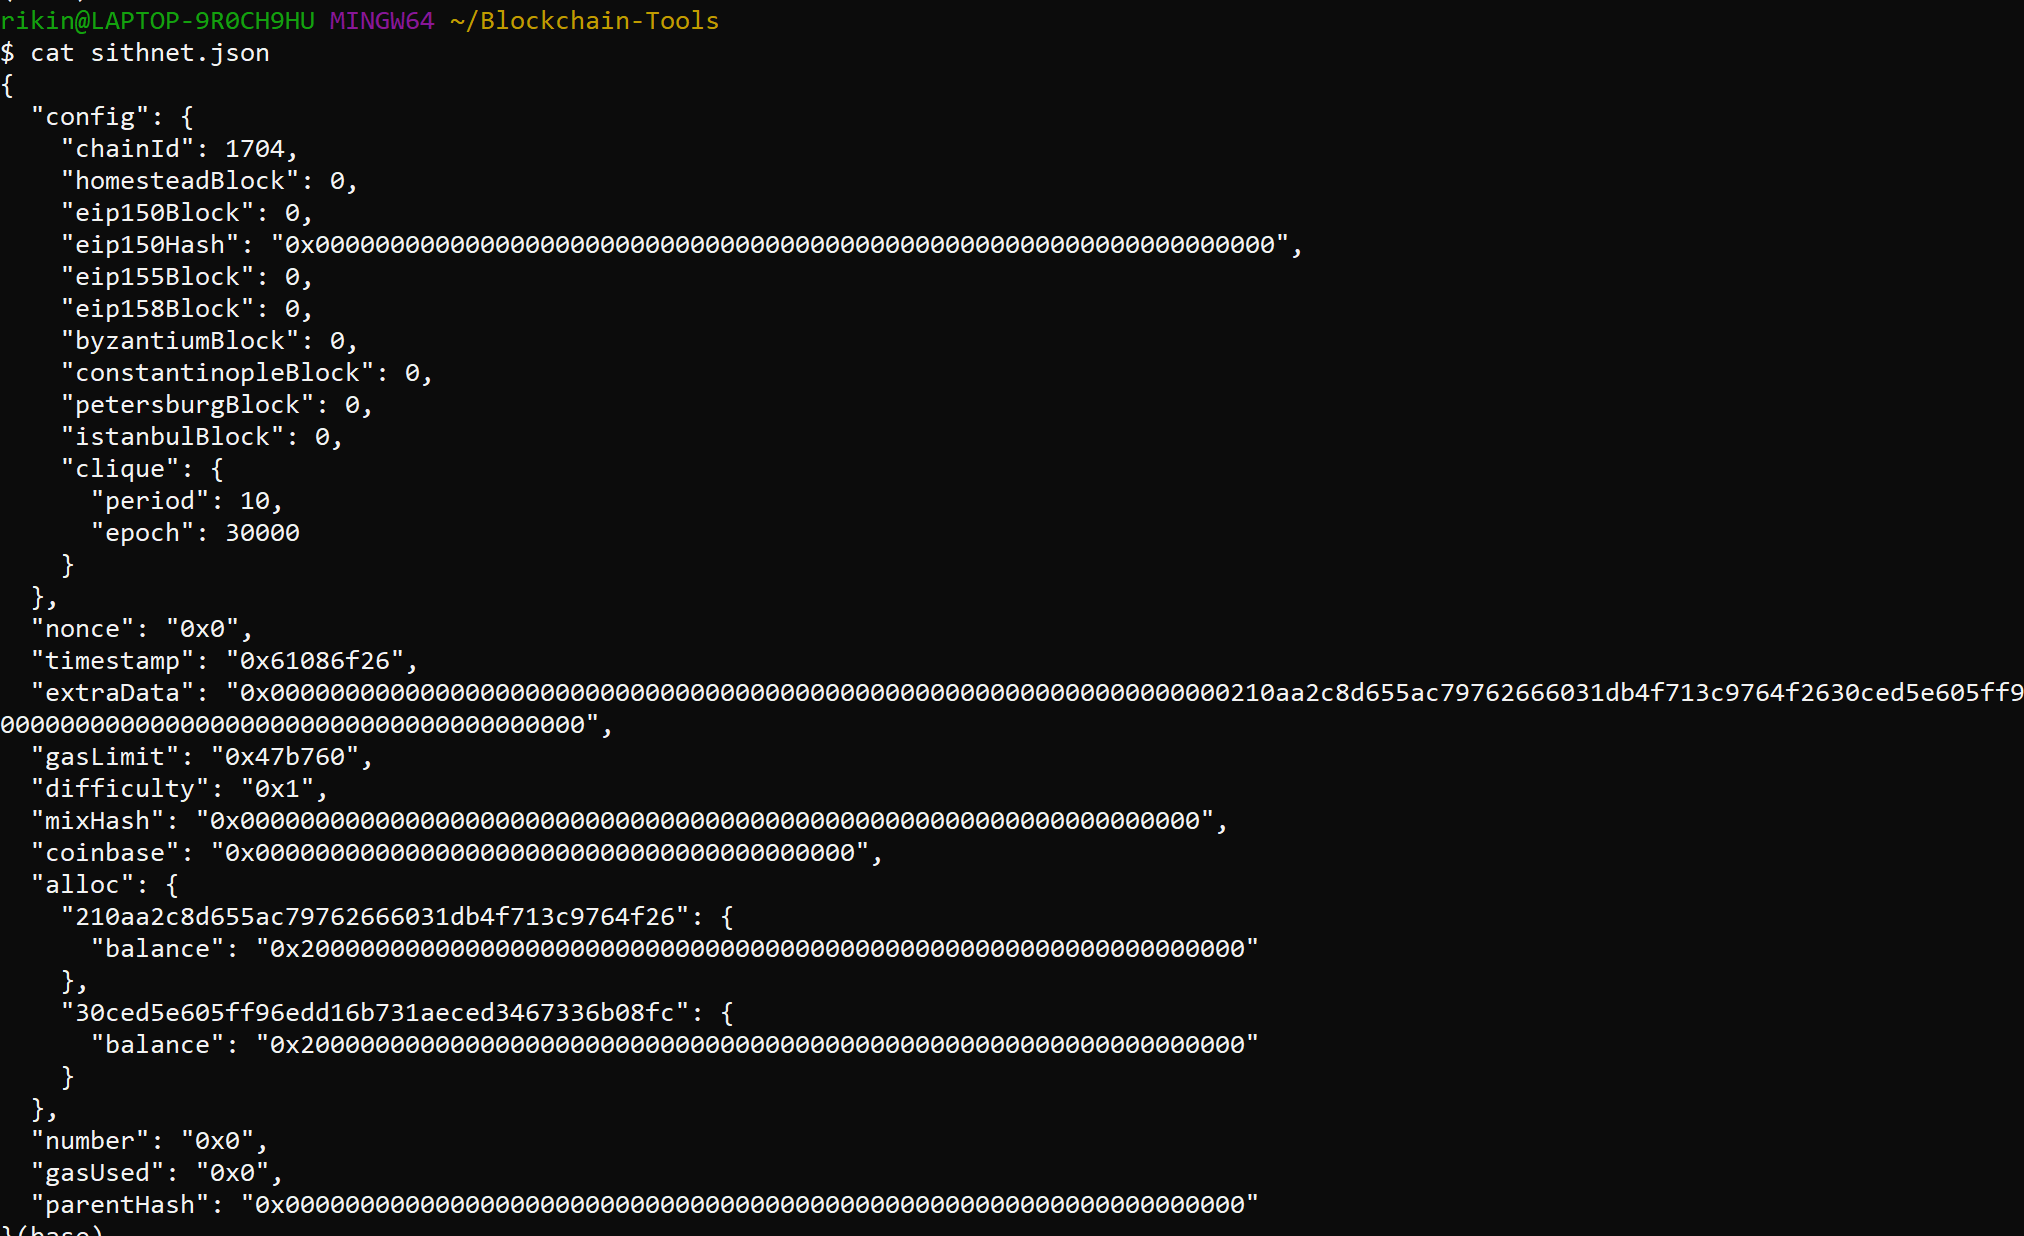 rikin@LAPTOP-9R0CH9HU MINGW64 ~/Blockchain-Tools
$ cat sithnet.json
{
  "config": {
    "chainId": 1704,
    "homesteadBlock": 0,
    "eip150Block": 0,
    "eip150Hash": "0x0000000000000000000000000000000000000000000000000000000000000000",
    "eip155Block": 0,
    "eip158Block": 0,
    "byzantiumBlock": 0,
    "constantinopleBlock": 0,
    "petersburgBlock": 0,
    "istanbulBlock": 0,
    "clique": {
      "period": 10,
      "epoch": 30000
    }
  },
  "nonce": "0x0",
  "timestamp": "0x61086f26",
  "extraData": "0x0000000000000000000000000000000000000000000000000000000000000000210aa2c8d655ac79762666031db4f713c9764f2630ced5e605ff9
000000000000000000000000000000000000000",
  "gasLimit": "0x47b760",
  "difficulty": "0x1",
  "mixHash": "0x0000000000000000000000000000000000000000000000000000000000000000",
  "coinbase": "0x0000000000000000000000000000000000000000",
  "alloc": {
    "210aa2c8d655ac79762666031db4f713c9764f26": {
      "balance": "0x200000000000000000000000000000000000000000000000000000000000000"
    },
    "30ced5e605ff96edd16b731aeced3467336b08fc": {
      "balance": "0x200000000000000000000000000000000000000000000000000000000000000"
    }
  },
  "number": "0x0",
  "gasUsed": "0x0",
  "parentHash": "0x0000000000000000000000000000000000000000000000000000000000000000"
}(base)